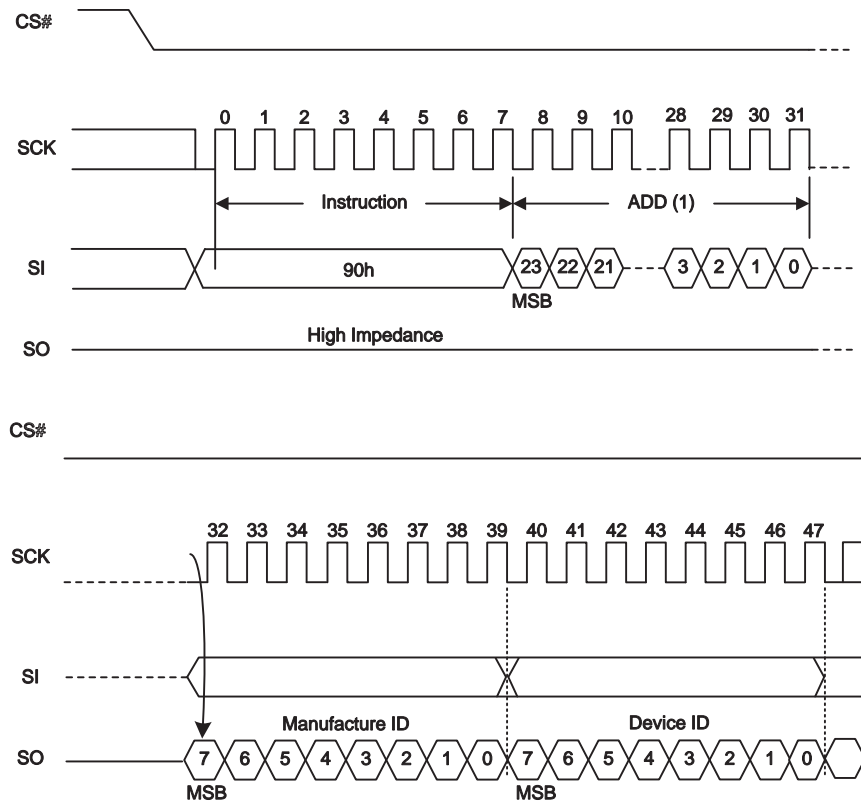 CS#
0 1 2 3 4 5 6 7 8 9 10 28 29 30 31
SCK
Instruction ADD (1)
SI 90h 23 22 21 3 2 1 0
MSB
High Impedance
SO
CS#
32 33 34 35 36 37 38 39 40 41 42 43 44 45 46 47
SCK
SI
Manufacture ID Device ID
SO 7 6 5 4 3 2 1 0 7 6 5 4 3 2 1 0
MSB MSB